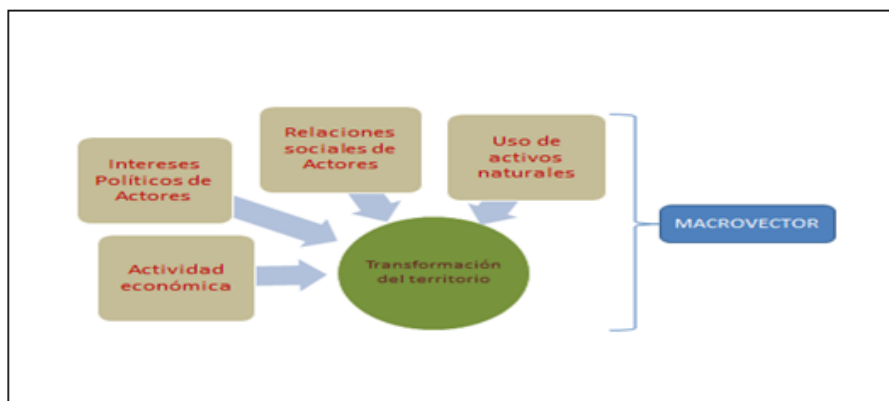 Relaciones
sociales de
Actores
Uso de
activos
naturales
Intereses
Políticos de
Actores
MACROVECTOR
Actividad
económica
Transformación
del territorio